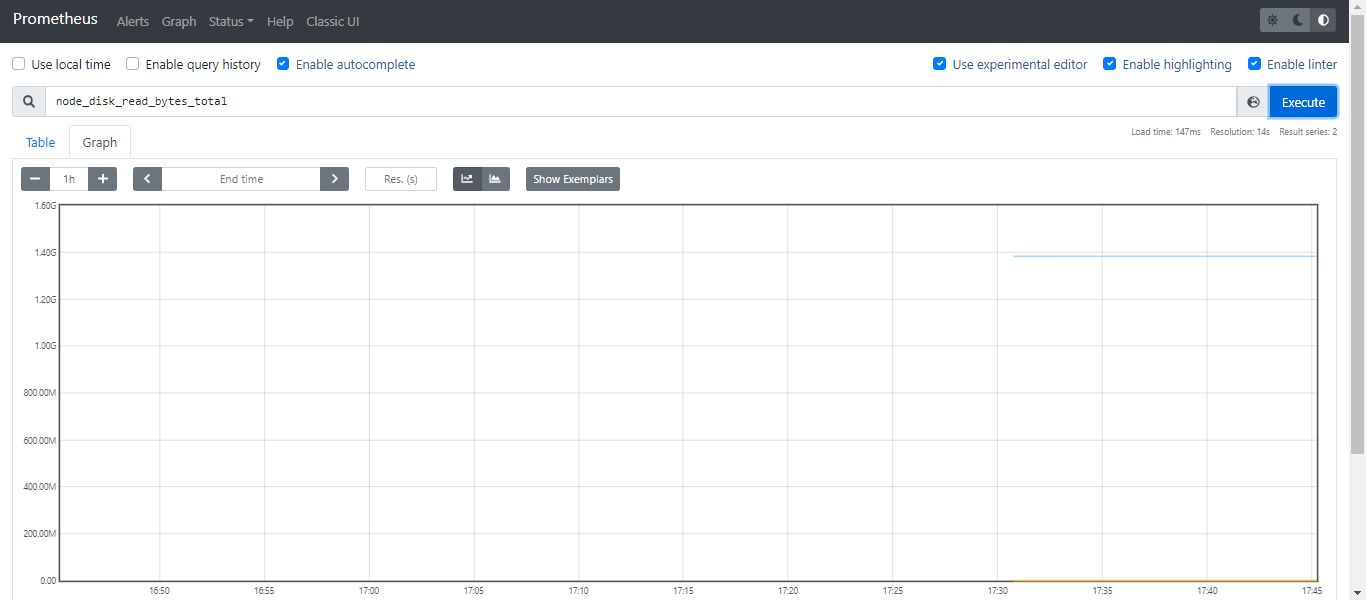 Prometheus Alerts Graph Status Help Classic UI
Use local time Enable query history Enable autocomplete Use experimental editor Enable highlighting Enable linter
node_disk_read_bytes_total Execute
Load time: 147ms Resolution: 14s Result series: 2
Table Graph
1h End time Res. (s) Show Exemplars
1.60G
1.40G
1.20G
1.00G
800.00M
600.00M
400.00M
200.00M
0.00
16:50 16:55 17:00 17:05 17:10 17:15 17:20 17:25 17:30 17:35 17:40 17:45